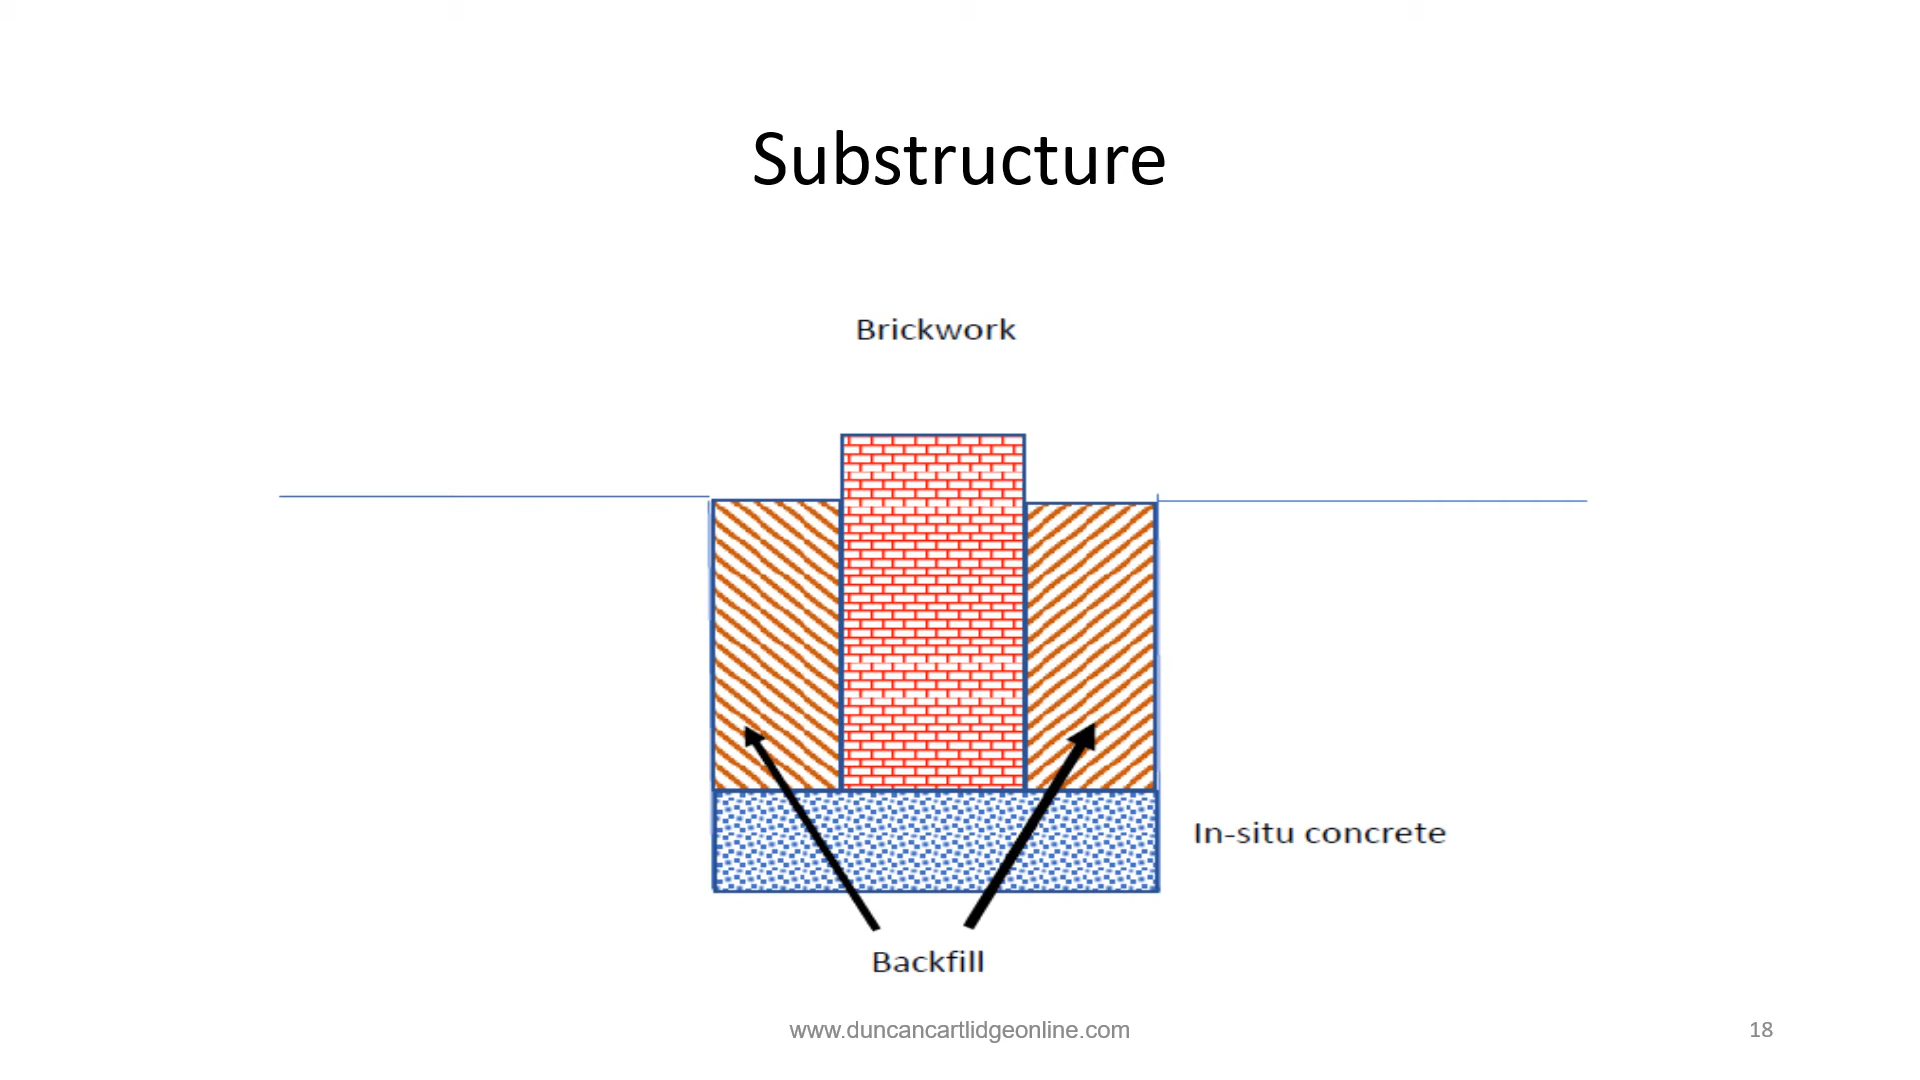 Substructure
Brickwork
In-situ concrete
Backfill
www.duncancartlidgeonline.com
18